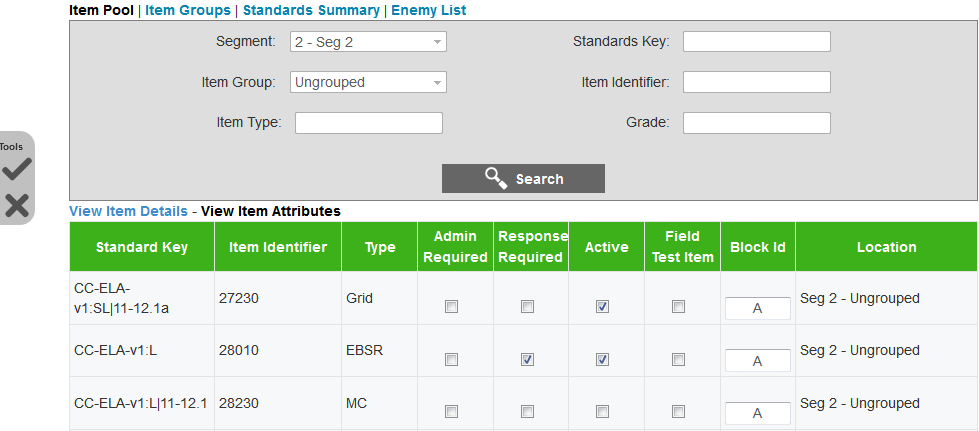 Item Pool | Item Groups | Standards Summary | Enemy List
Segment: 2 - Seg 2 Standards Key:
Item Group: Ungrouped Item Identifier:
Item Type: Grade:
Tools
Search
View Item Details - View Item Attributes
Standard Key Item Identifier Type Admin Required Response Required Active Field Test Item Block Id Location
CC-ELA-
v1:SL|11-12.1a 27230 Grid A Seg 2 - Ungrouped
CC-ELA-v1:L 28010 EBSR A Seg 2 - Ungrouped
CC-ELA-v1:L|11-12.1 28230 MC A Seg 2 - Ungrouped